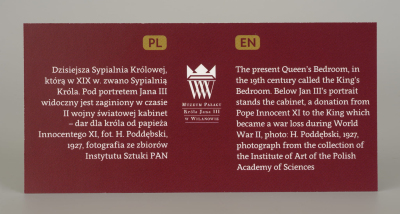 PL
Dzisiejsza Sypialnia Królowej,
którą w XIX w. zwano Sypialnią
Króla. Pod portretem Jana III
widoczny jest zaginiony w czasie
II wojny światowej kabinet
– dar dla króla od papieża
Innocentego XI, fot. H. Poddębski,
1927, fotografia ze zbiorów
Instytutu Sztuki PAN
MUZEUM PAŁACU
Króla Jana III
W WILANOWIE
EN
The present Queen's Bedroom, in
the 19th century called the King's
Bedroom. Below Jan III's portrait
stands the cabinet, a donation from
Pope Innocent XI to the King which
became a war loss during World
War II, photo: H. Poddębski, 1927,
photograph from the collection of
the Institute of Art of the Polish
Academy of Sciences